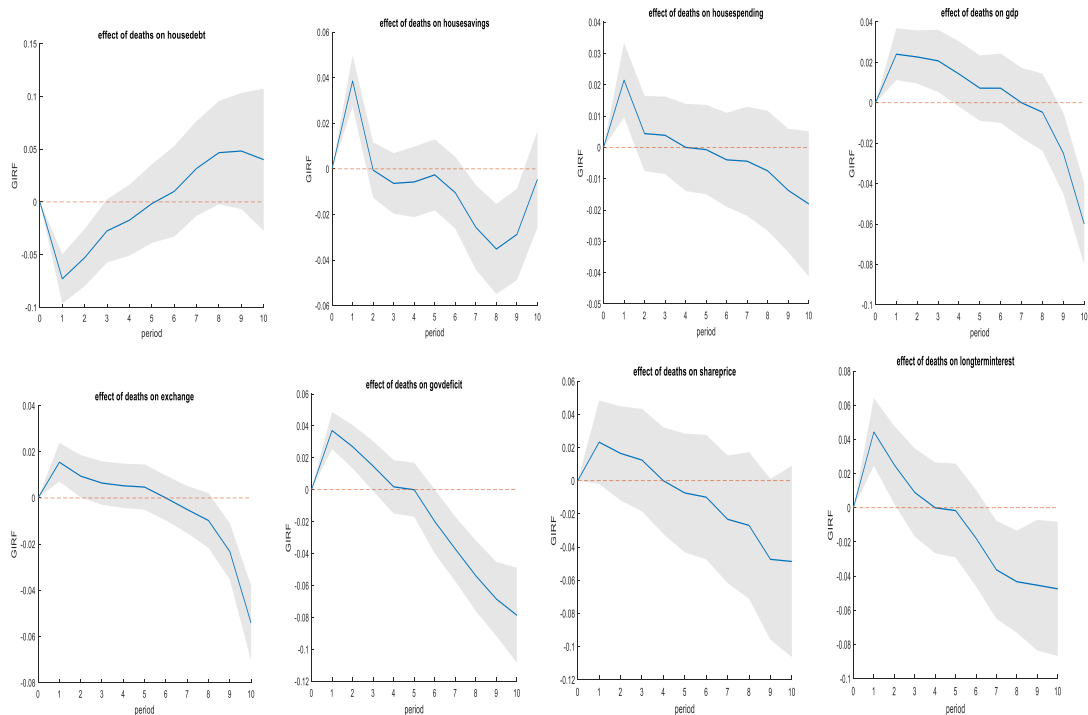 effect of deaths on housedebt
0.15
0.1
0.05
0
-0.05
-0.1
GIRF
0 1 2 3 4 5 6 7 8 9 10
period
effect of deaths on housesavings
0.06
0.04
0.02
0
-0.02
-0.04
-0.06
GIRF
0 1 2 3 4 5 6 7 8 9 10
period
effect of deaths on housespending
0.04
0.03
0.02
0.01
0
-0.01
-0.02
-0.03
-0.04
-0.05
GIRF
0 1 2 3 4 5 6 7 8 9 10
period
effect of deaths on gdp
0.04
0.02
0
-0.02
-0.04
-0.06
-0.08
-0.1
GIRF
0 1 2 3 4 5 6 7 8 9 10
period
effect of deaths on exchange
0.04
0.02
0
-0.02
-0.04
-0.06
-0.08
GIRF
0 1 2 3 4 5 6 7 8 9 10
period
effect of deaths on govdeficit
0.06
0.04
0.02
0
-0.02
-0.04
-0.06
-0.08
-0.1
-0.12
GIRF
0 1 2 3 4 5 6 7 8 9 10
period
effect of deaths on shareprice
0.06
0.04
0.02
0
-0.02
-0.04
-0.06
-0.08
-0.1
-0.12
GIRF
0 1 2 3 4 5 6 7 8 9 10
period
effect of deaths on longterminterest
0.08
0.06
0.04
0.02
0
-0.02
-0.04
-0.06
-0.08
-0.1
GIRF
0 1 2 3 4 5 6 7 8 9 10
period